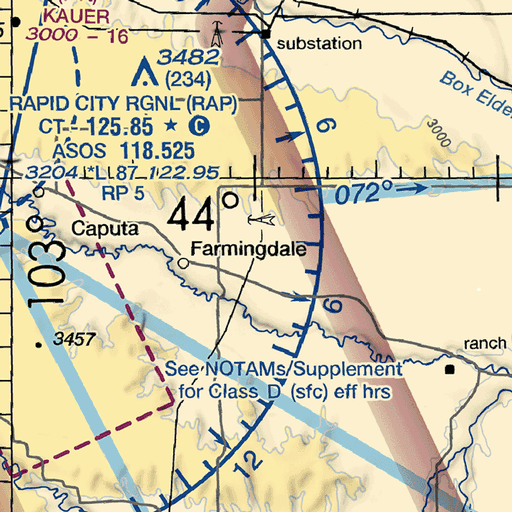 KAUER
3000 - 16
substation
3482
(234)
Box Elder
RAPID CITY RGNL (RAP)
CT - 125.85 ★ C
6
3000
ASOS 118.525
3204 *L 87 122.95
RP 5
072°
44°
103°
Caputa
Farmingdale
9
3457
ranch
See NOTAMs/Supplement
for Class D (sfc) eff hrs
12